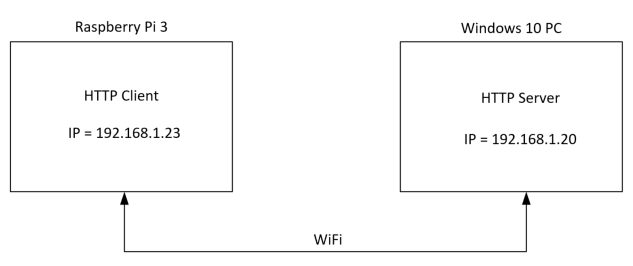 Raspberry Pi 3
Windows 10 PC
HTTP Client
IP = 192.168.1.23
HTTP Server
IP = 192.168.1.20
WiFi